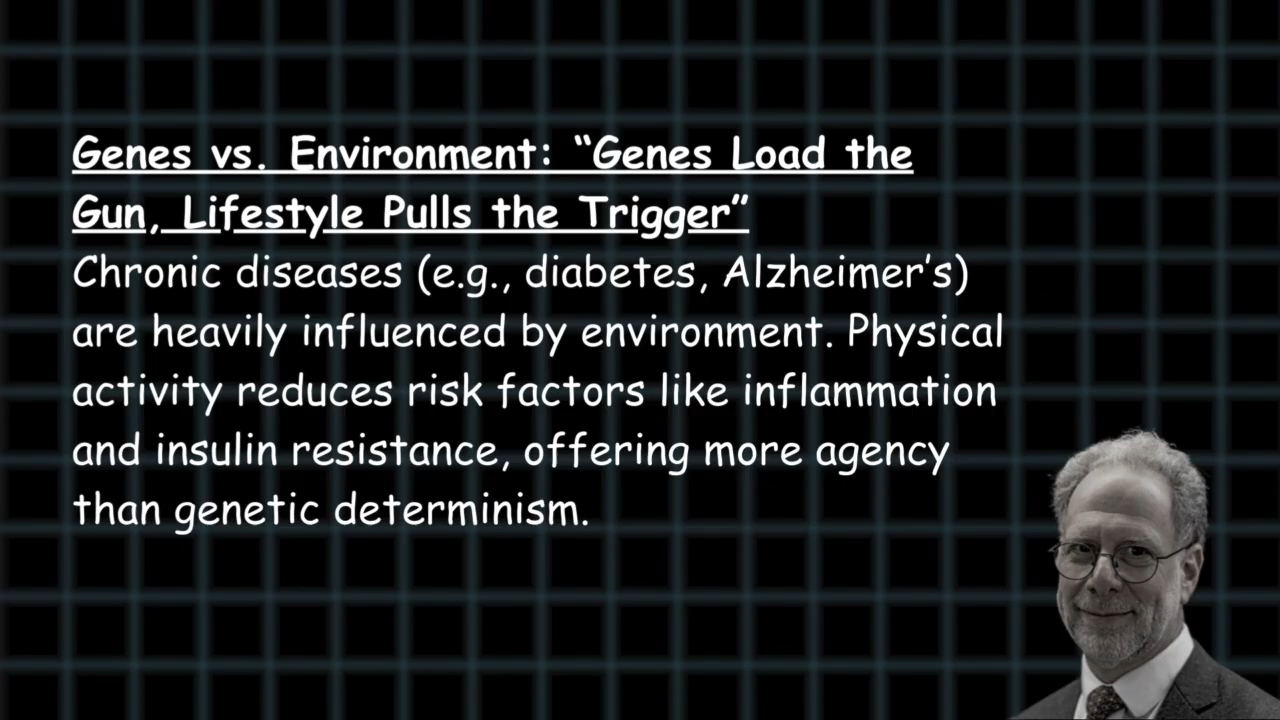 Genes vs. Environment: “Genes Load the
Gun, Lifestyle Pulls the Trigger”
Chronic diseases (e.g., diabetes, Alzheimer’s)
are heavily influenced by environment. Physical
activity reduces risk factors like inflammation
and insulin resistance, offering more agency
than genetic determinism.